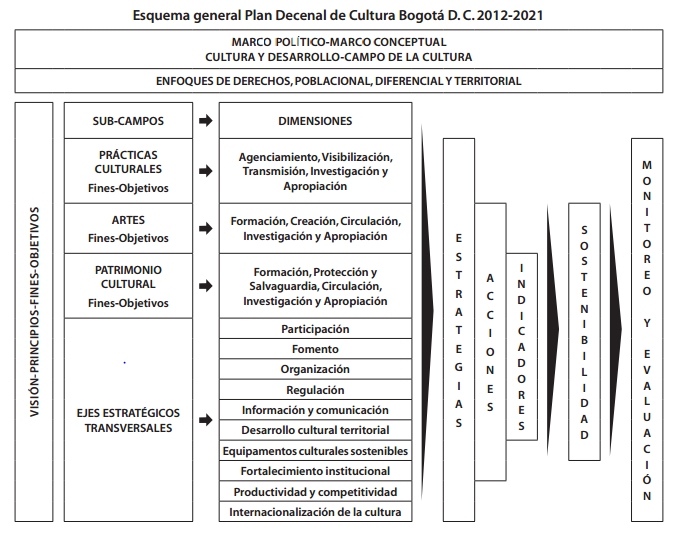 Esquema general Plan Decenal de Cultura Bogotá D. C. 2012-2021
MARCO POLÍTICO-MARCO CONCEPTUAL
CULTURA Y DESARROLLO-CAMPO DE LA CULTURA
ENFOQUES DE DERECHOS, POBLACIONAL, DIFERENCIAL Y TERRITORIAL
VISIÓN-PRINCIPIOS-FINES-OBJETIVOS
SUB-CAMPOS
DIMENSIONES
PRÁCTICAS
CULTURALES
Fines-Objetivos
Agenciamiento, Visibilización,
Transmisión, Investigación y
Apropiación
ARTES
Fines-Objetivos
Formación, Creación, Circulación,
Investigación y Apropiación
PATRIMONIO
CULTURAL
Fines-Objetivos
Formación, Protección y
Salvaguardia, Circulación,
Investigación y Apropiación
EJES ESTRATÉGICOS
TRANSVERSALES
Participación
Fomento
Organización
Regulación
Información y comunicación
Desarrollo cultural territorial
Equipamentos culturales sostenibles
Fortalecimiento institucional
Productividad y competitividad
Internacionalización de la cultura
ESTRATEGIAS
ACCIONES
INDICADORES
SOSTENIBILIDAD
MONITOREO Y EVALUACIÓN